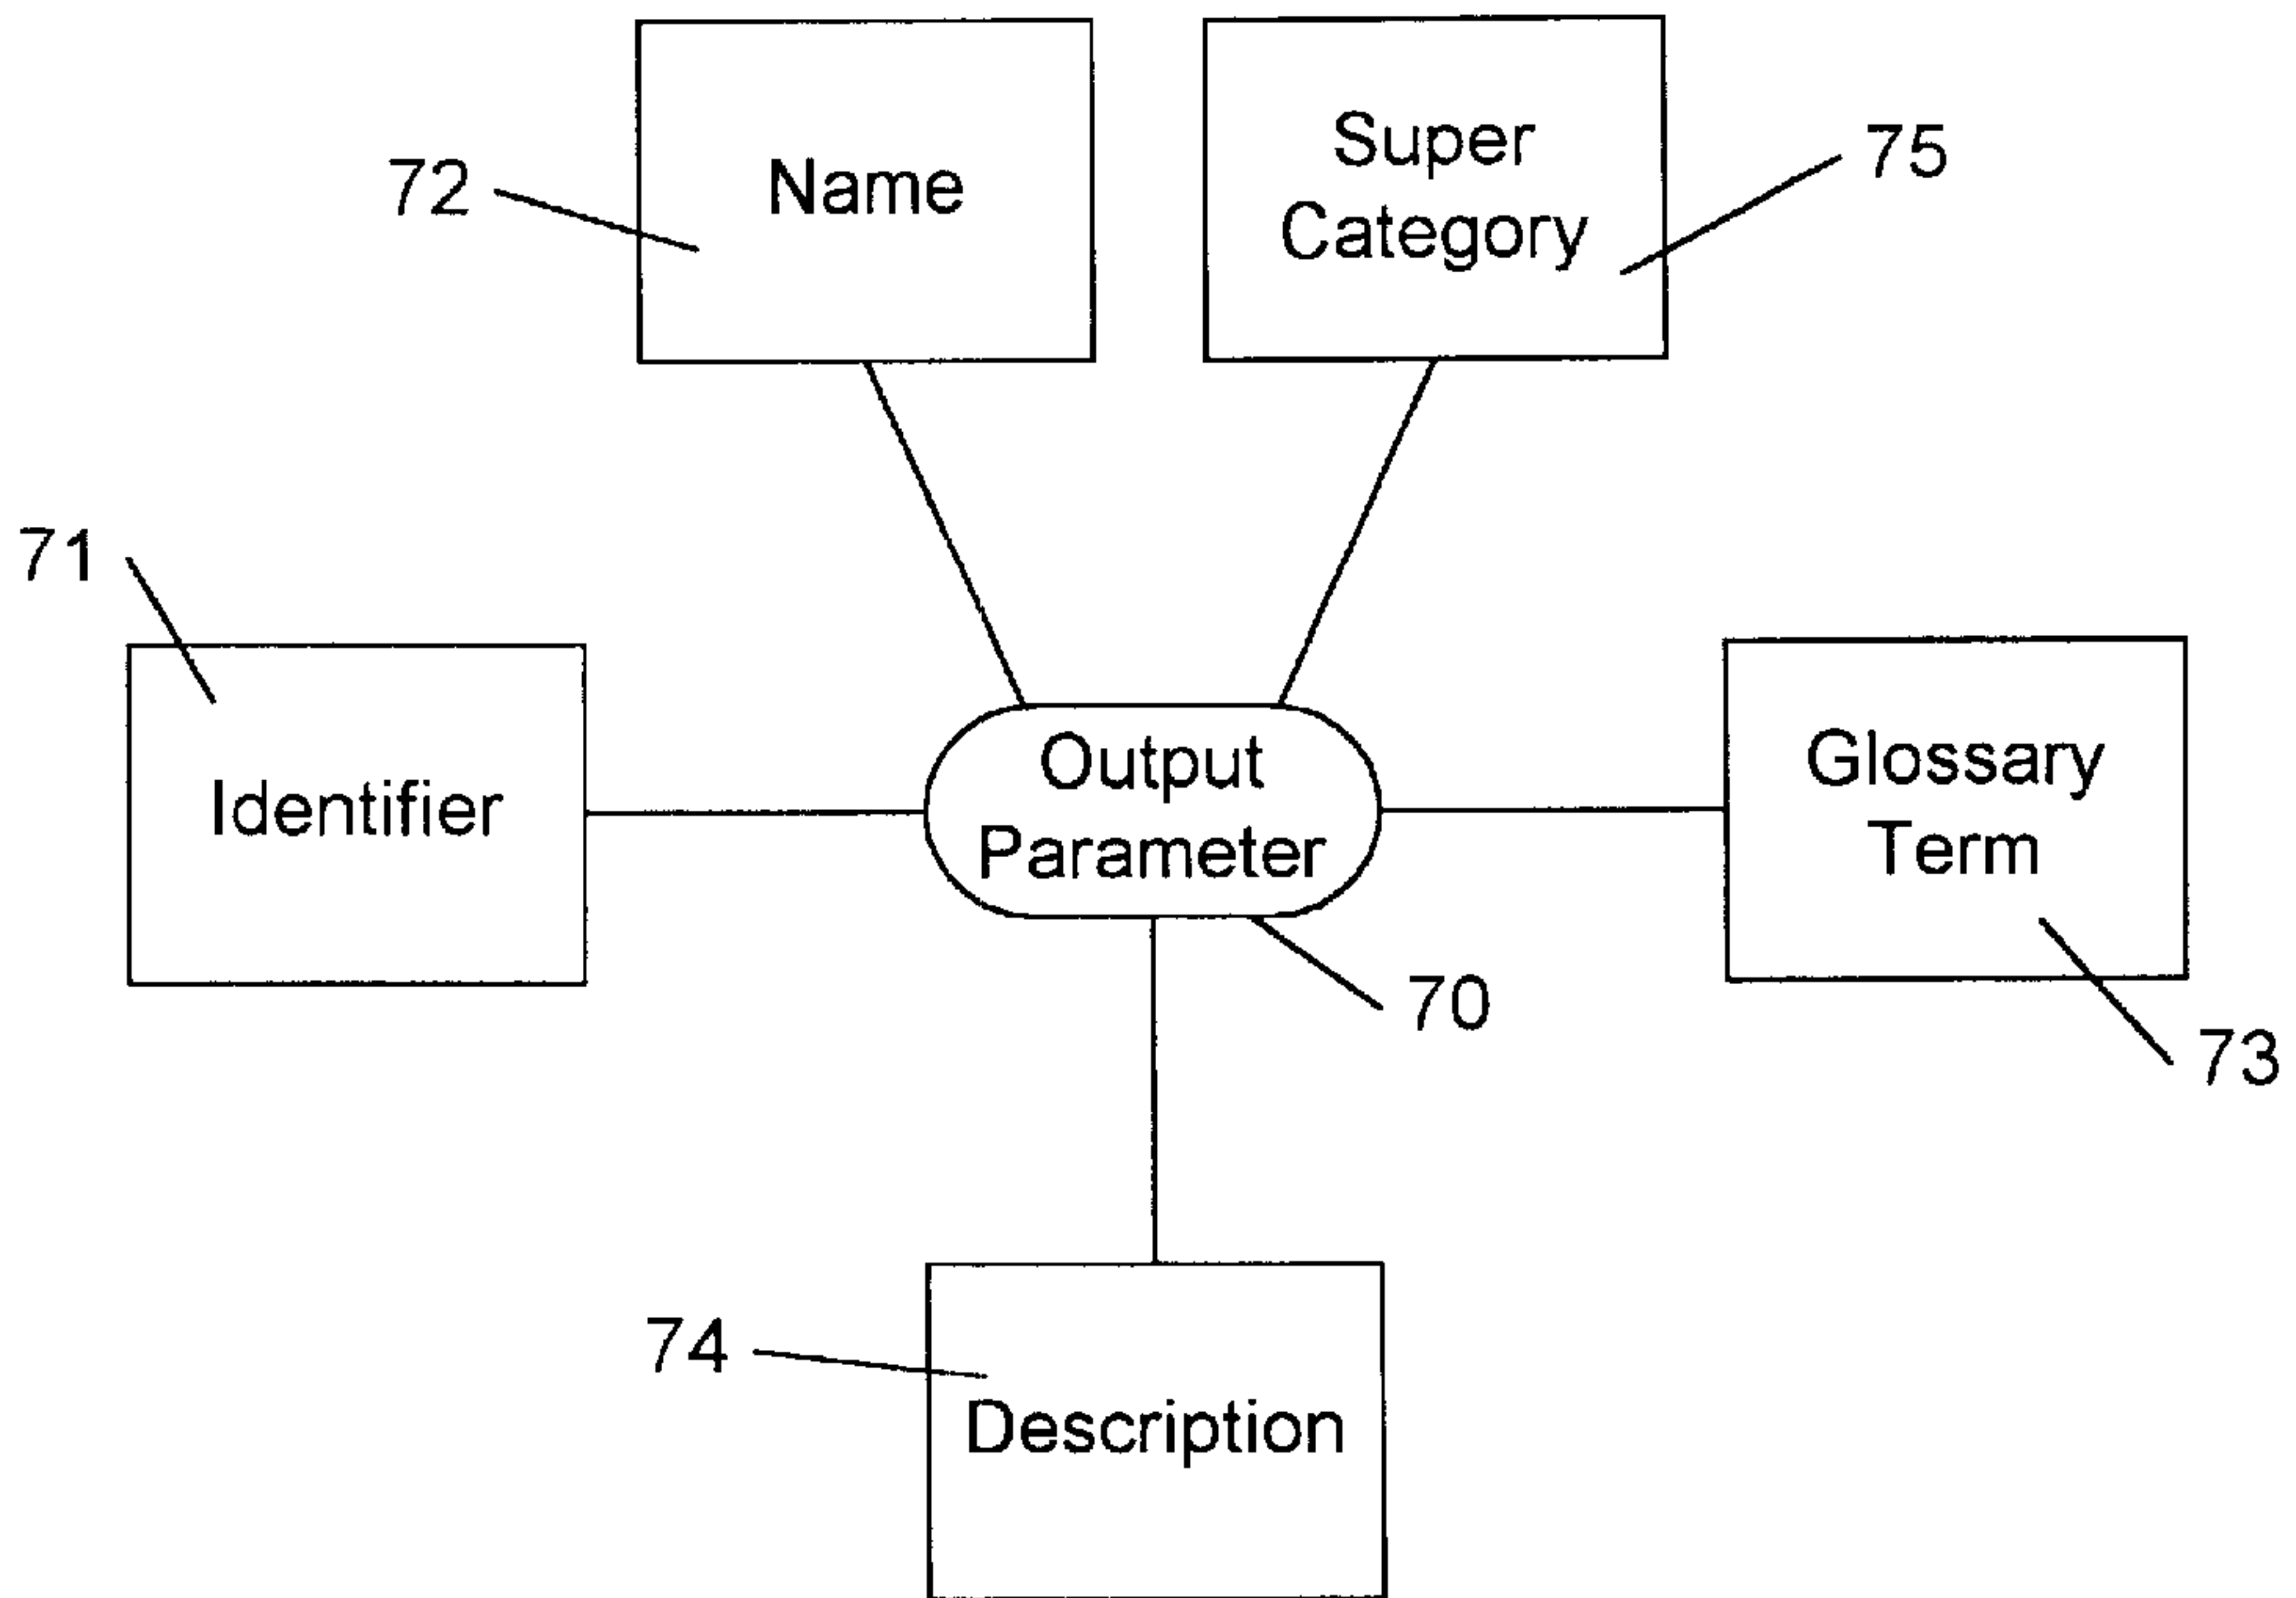 Name
72
Super
Category
75
71
Identifier
Output
Parameter
70
Glossary
Term
73
74
Description